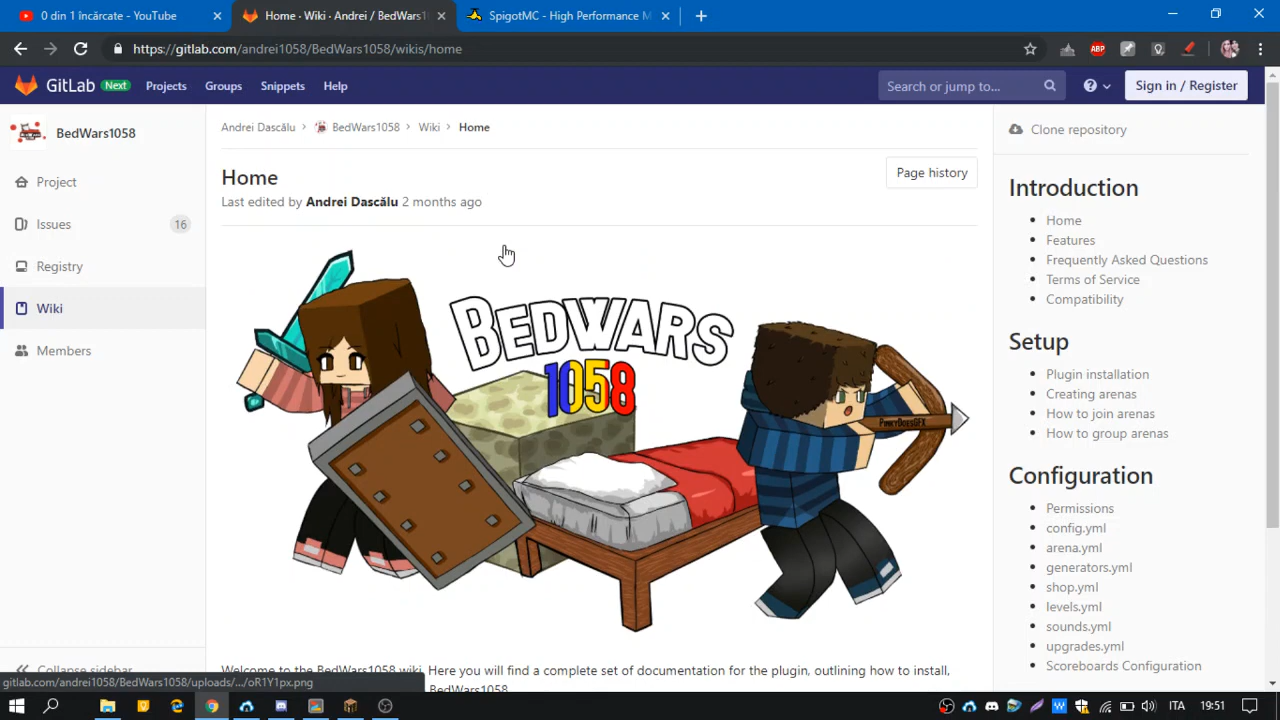 0 din 1 încărcate - YouTube
Home · Wiki · Andrei / BedWars1
SpigotMC - High Performance M
https://gitlab.com/andrei1058/BedWars1058/wikis/home
ABP
GitLab Next Projects Groups Snippets Help
Search or jump to...
Sign in / Register
BedWars1058
Project
Issues 16
Registry
Wiki
Members
Collapse sidebar
Andrei Dascălu > BedWars1058 > Wiki > Home
Home
Page history
Last edited by Andrei Dascălu 2 months ago
BEDWARS
1058
PINKYDOESGFX
Welcome to the BedWars1058 wiki. Here you will find a complete set of documentation for the plugin, outlining how to install,
BedWars1058
Clone repository
Introduction
Home
Features
Frequently Asked Questions
Terms of Service
Compatibility
Setup
Plugin installation
Creating arenas
How to join arenas
How to group arenas
Configuration
Permissions
config.yml
arena.yml
generators.yml
shop.yml
levels.yml
sounds.yml
upgrades.yml
Scoreboards Configuration
gitlab.com/andrei1058/BedWars1058/uploads/.../oR1Y1px.png
ITA 19:51